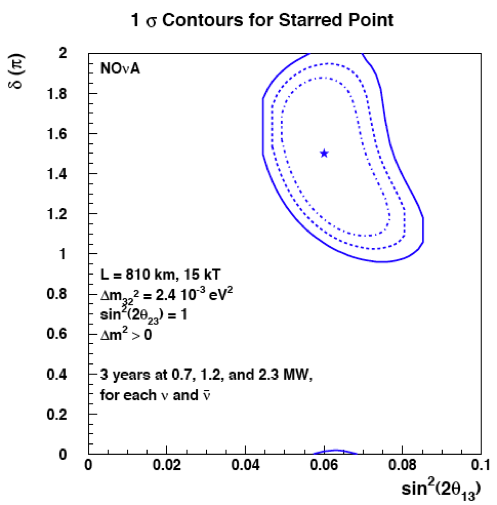 1 σ Contours for Starred Point
δ (π)
2
1.8
1.6
1.4
1.2
1
0.8
0.6
0.4
0.2
0
NOνA
L = 810 km, 15 kT
Δm₃₂² = 2.4 10⁻³ eV²
sin²(2θ₂₃) = 1
Δm² > 0
3 years at 0.7, 1.2, and 2.3 MW,
for each ν and ν̄
0 0.02 0.04 0.06 0.08 0.1
sin²(2θ₁₃)